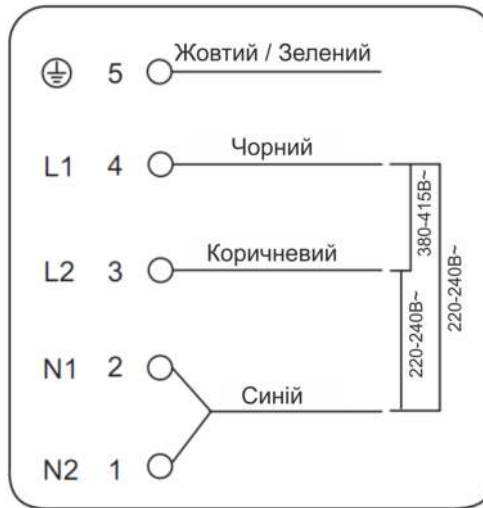 5 Жовтий / Зелений
L1 4 Чорний
380-415В~
L2 3 Коричневий
220-240В~
220-240В~
N1 2
Синій
N2 1